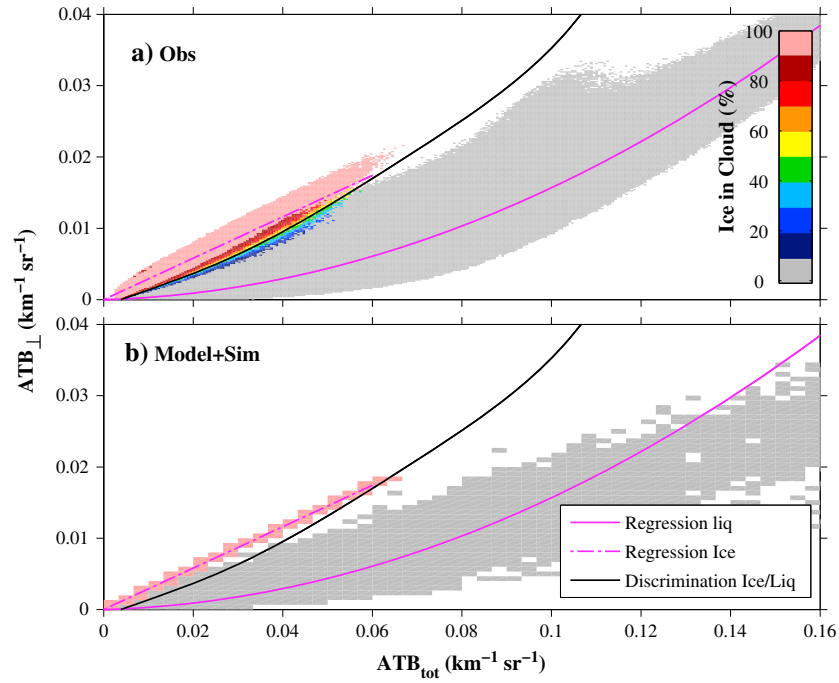 0.04
0.03
0.02
0.01
0
a) Obs
Ice in Cloud (%)
100
80
60
40
20
0
ATB⊥ (km⁻¹ sr⁻¹)
0.04
0.03
0.02
0.01
0
b) Model+Sim
Regression liq
Regression Ice
Discrimination Ice/Liq
0 0.02 0.04 0.06 0.08 0.1 0.12 0.14 0.16
ATBtot (km⁻¹ sr⁻¹)